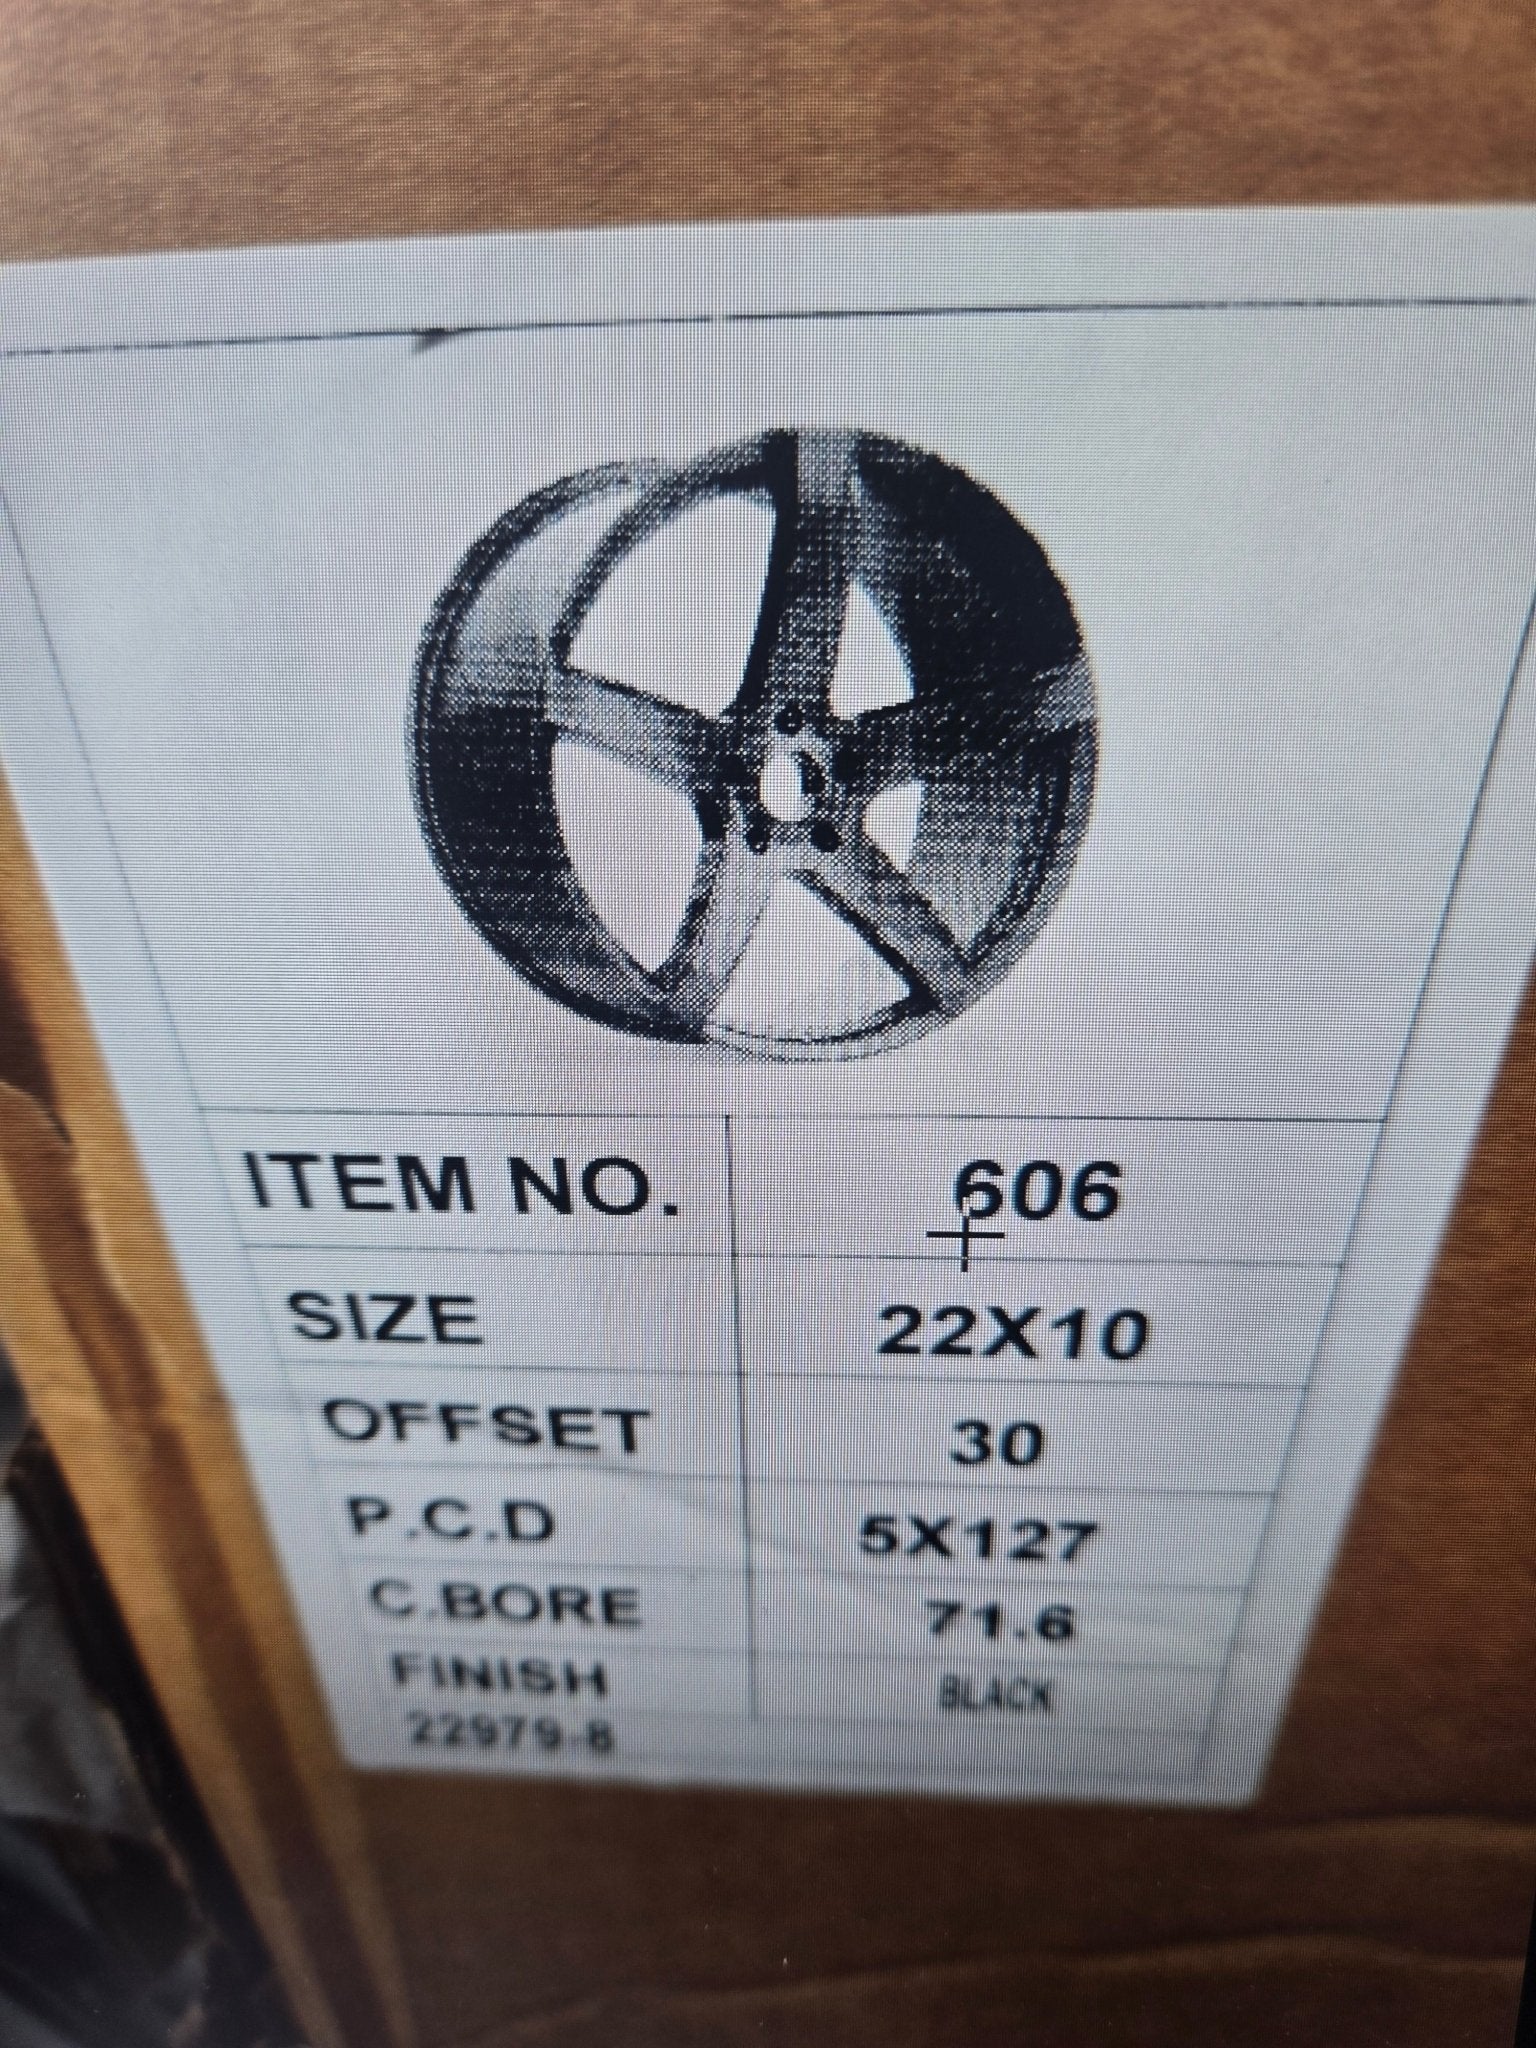 ITEM NO. 606
SIZE 22X10
OFFSET 30
P.C.D 5X127
C.BORE 71.6
FINISH BLACK
22979-8